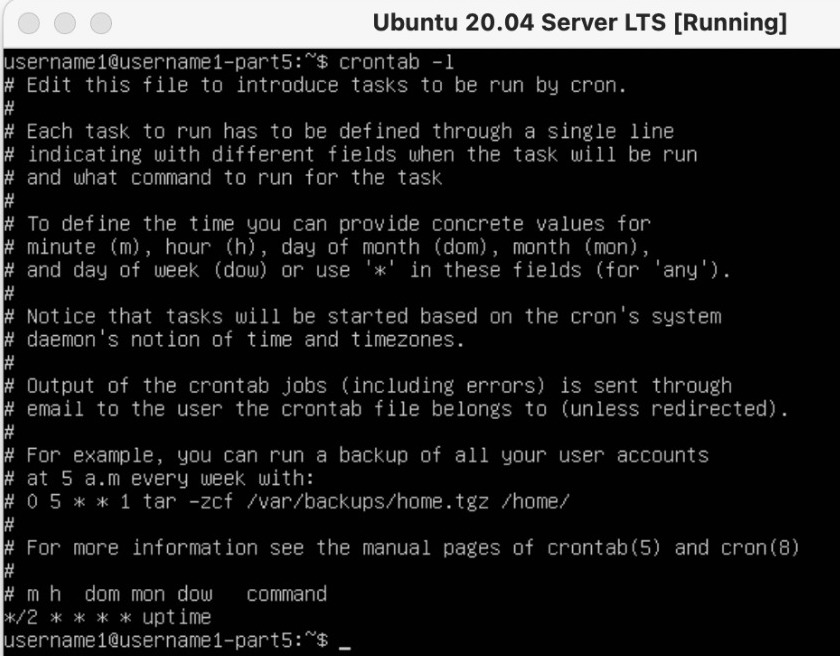 Ubuntu 20.04 Server LTS [Running]
username1@username1-part5:~$ crontab -l
# Edit this file to introduce tasks to be run by cron.
#
# Each task to run has to be defined through a single line
# indicating with different fields when the task will be run
# and what command to run for the task
#
# To define the time you can provide concrete values for
# minute (m), hour (h), day of month (dom), month (mon),
# and day of week (dow) or use '*' in these fields (for 'any').
#
# Notice that tasks will be started based on the cron's system
# daemon's notion of time and timezones.
#
# Output of the crontab jobs (including errors) is sent through
# email to the user the crontab file belongs to (unless redirected).
#
# For example, you can run a backup of all your user accounts
# at 5 a.m every week with:
# 0 5 * * 1 tar -zcf /var/backups/home.tgz /home/
#
# For more information see the manual pages of crontab(5) and cron(8)
#
# m h  dom mon dow   command
*/2 * * * * uptime
username1@username1-part5:~$ _